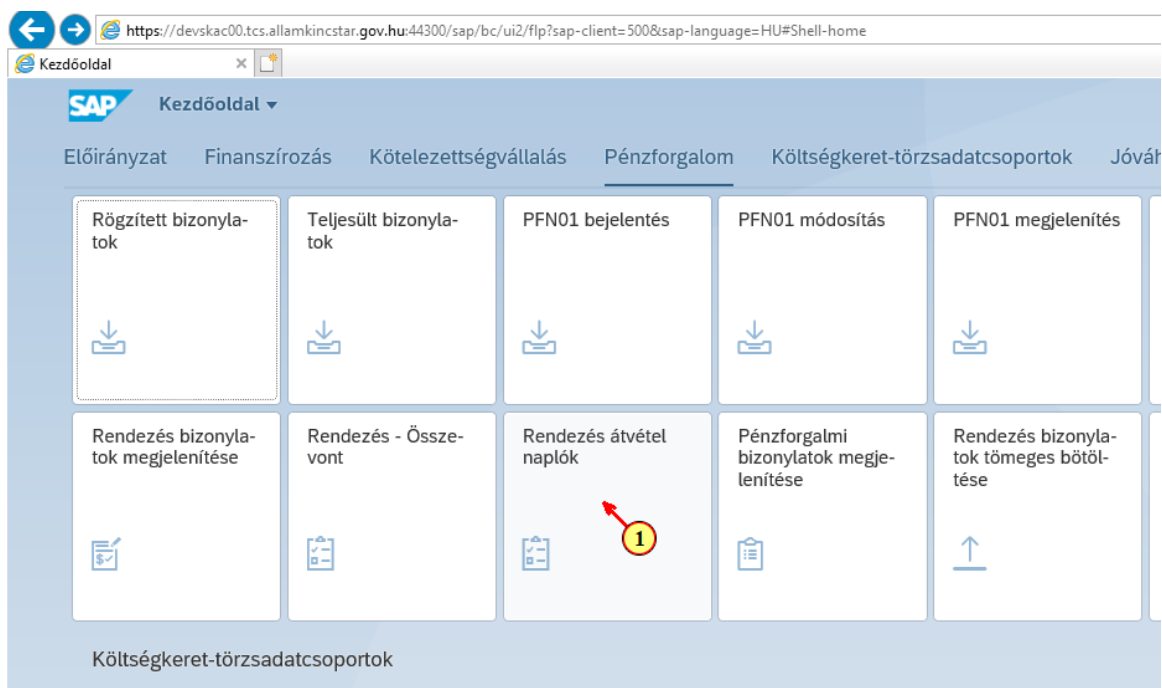 https://devskac00.tcs.allamkincstar.gov.hu:44300/sap/bc/ui2/flp?sap-client=500&sap-language=HU#Shell-home
Kezdőoldal
SAP Kezdőoldal
Előirányzat Finanszírozás Kötelezettségvállalás Pénzforgalom Költségkeret-törzsadatcsoportok Jóváh
Rögzített bizonyla-
tok
Teljesült bizonyla-
tok
PFN01 bejelentés
PFN01 módosítás
PFN01 megjelenítés
Rendezés bizonyla-
tok megjelenítése
Rendezés - Össze-
vont
Rendezés átvétel
naplók
1
Pénzforgalmi
bizonylatok megje-
lenítése
Rendezés bizonyla-
tok tömeges bötöl-
tése
Költségkeret-törzsadatcsoportok